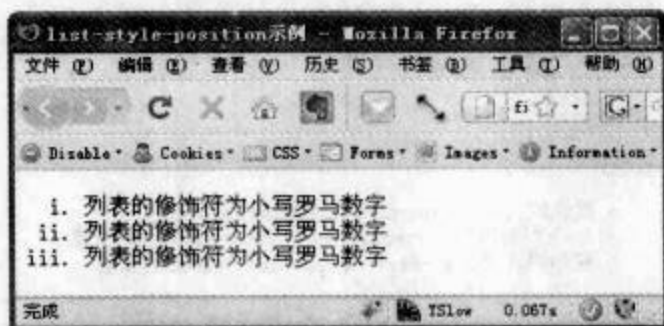 list-style-position示例 - Mozilla Firefox
文件 (F) 编辑 (E) 查看 (V) 历史 (S) 书签 (B) 工具 (T) 帮助 (H)
fi
Disable Cookies CSS Forms Images Information
i. 列表的修饰符为小写罗马数字
ii. 列表的修饰符为小写罗马数字
iii. 列表的修饰符为小写罗马数字
完成 YSlow 0.067s